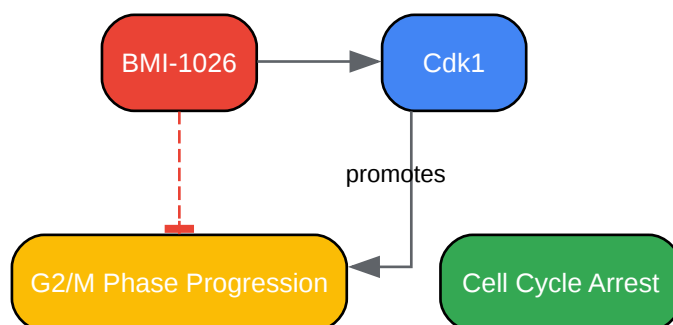 BMI-1026
Cdk1
promotes
G2/M Phase Progression
Cell Cycle Arrest